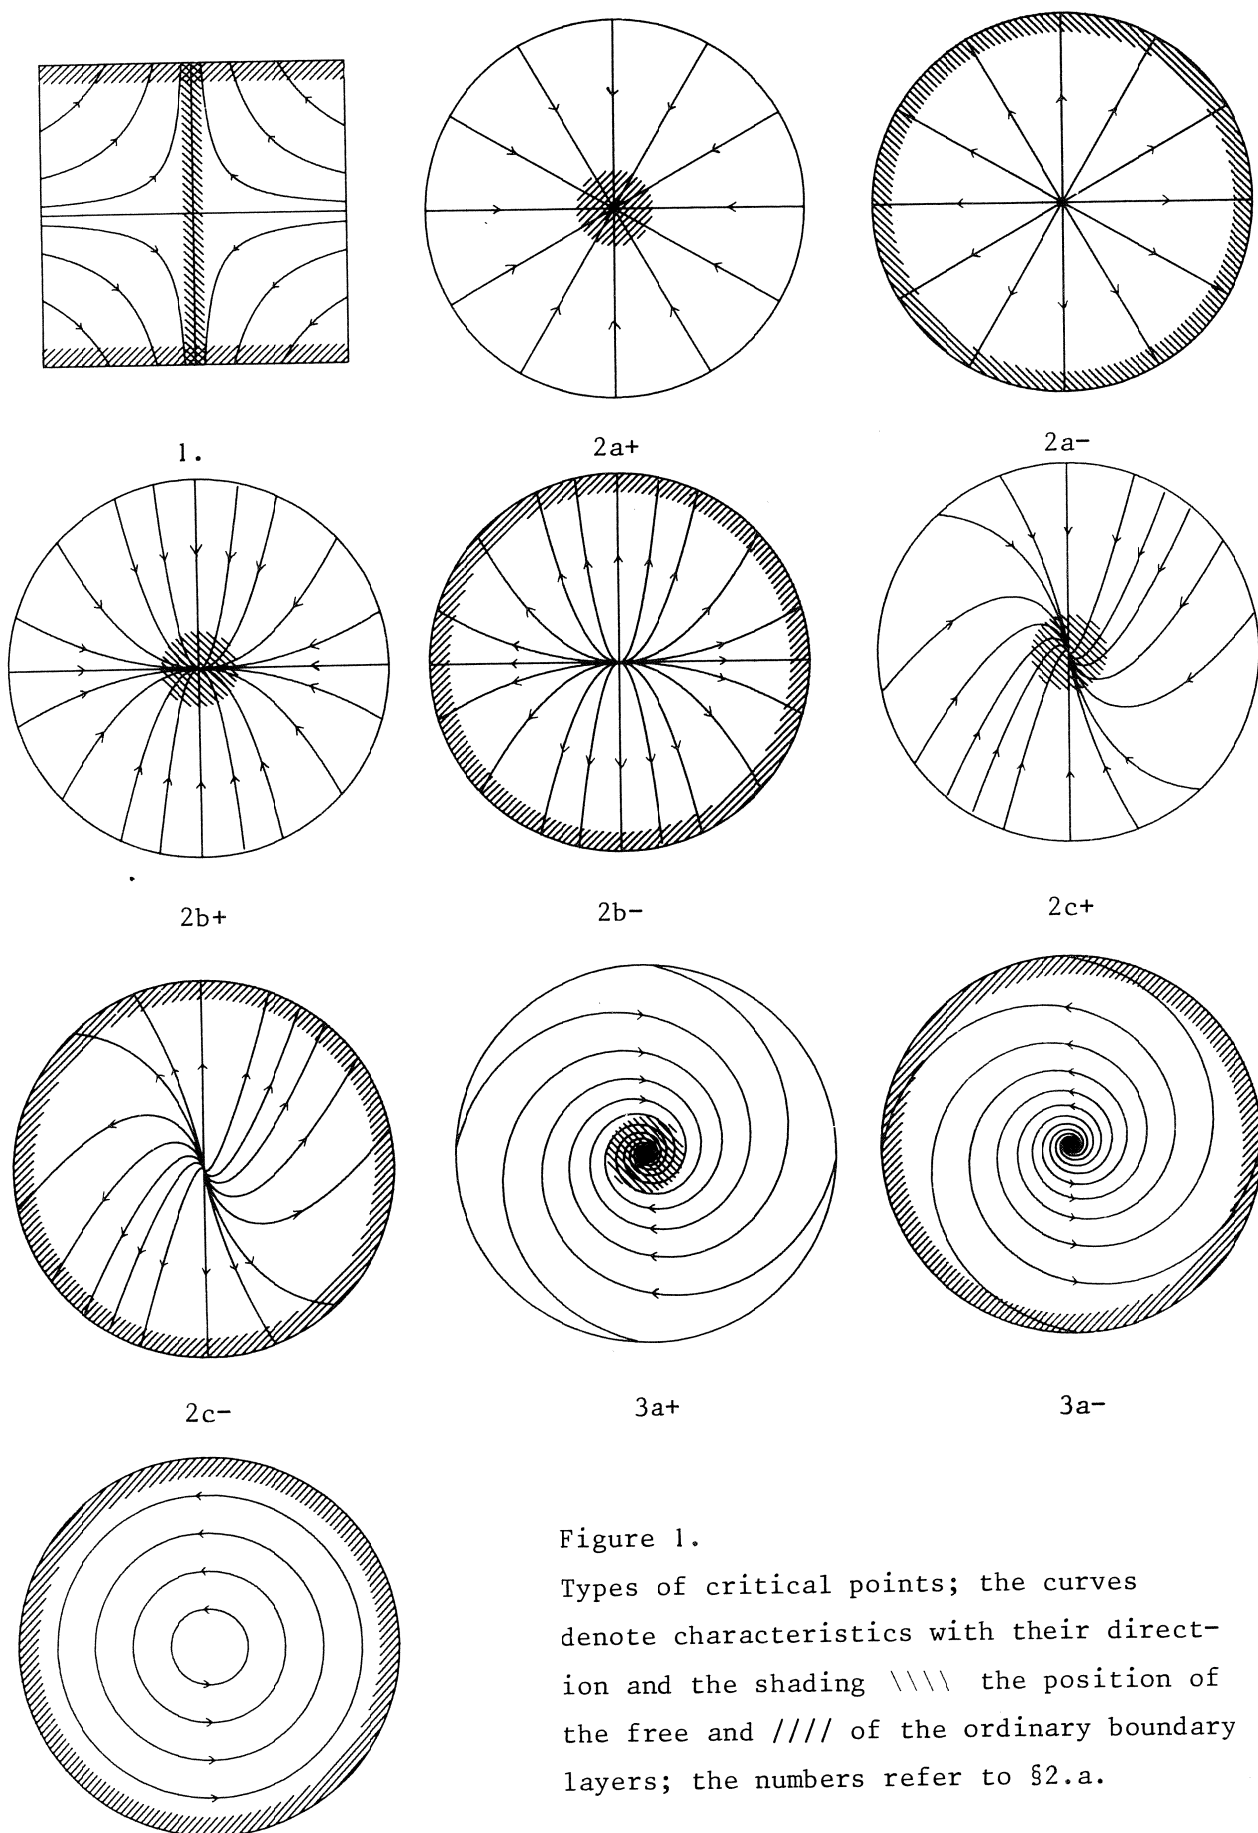 1.
2a+
2a-
2b+
2b-
2c+
2c-
3a+
3a-
Figure 1.
Types of critical points; the curves
denote characteristics with their direct-
ion and the shading \\\\ the position of
the free and //// of the ordinary boundary
layers; the numbers refer to §2.a.